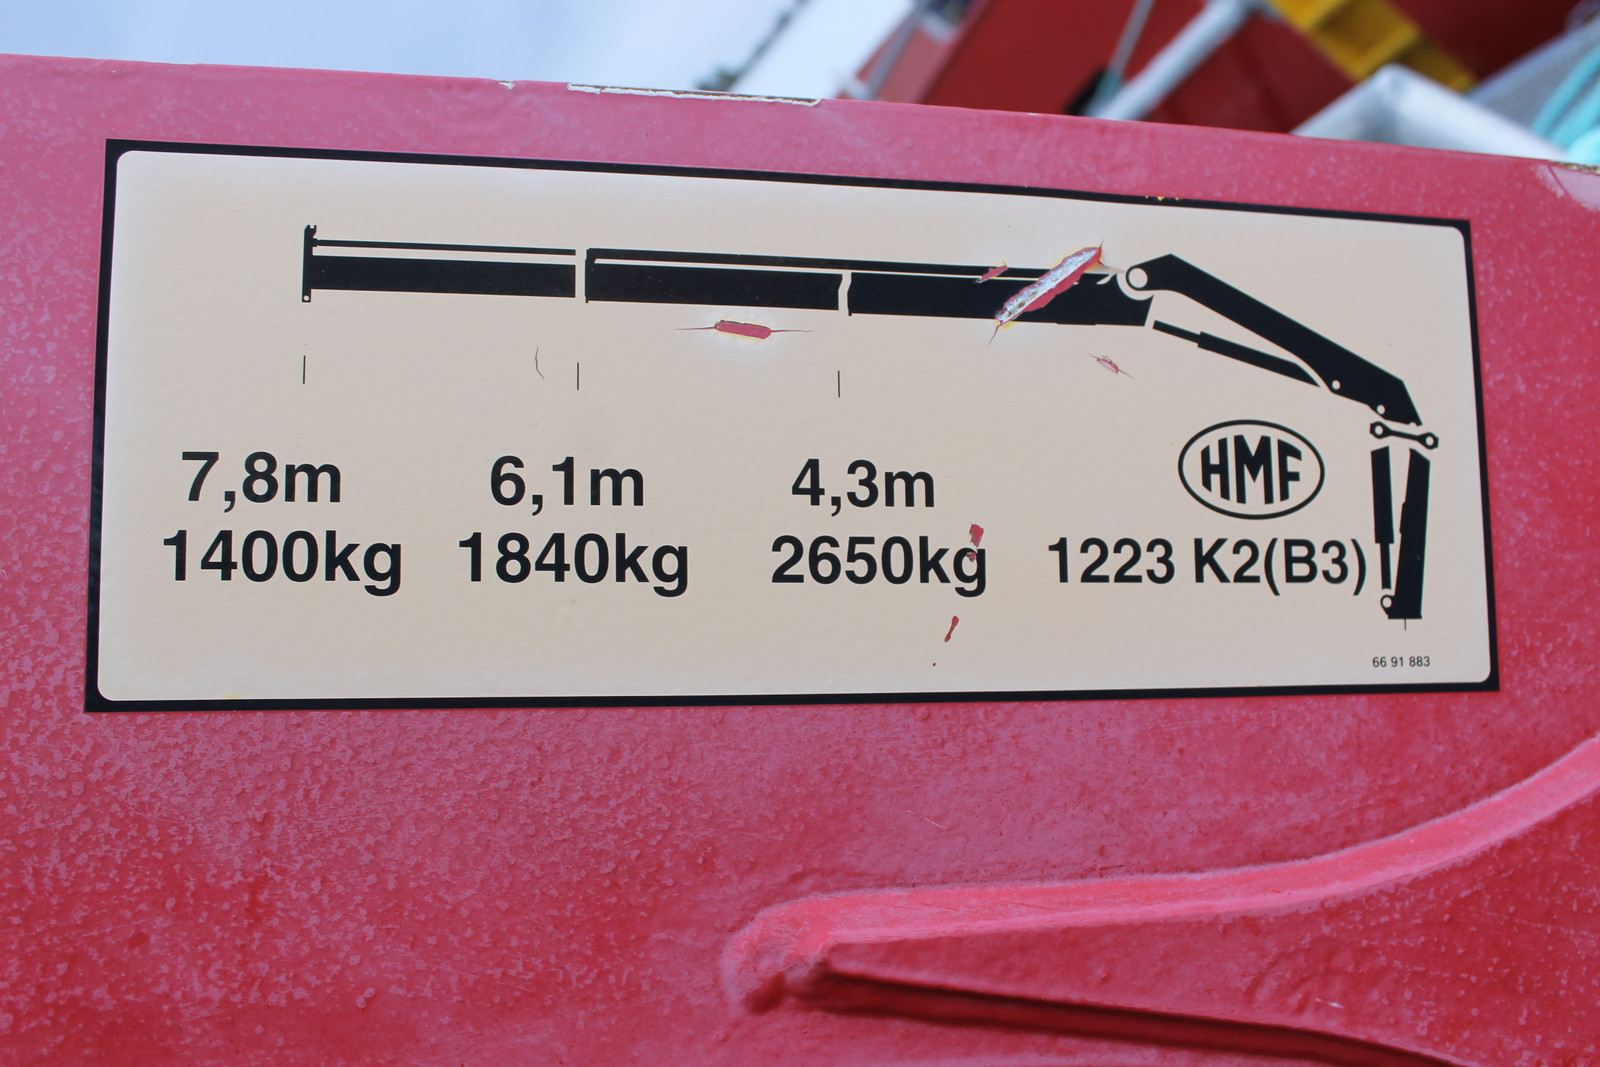 HMF
7,8m 6,1m 4,3m
1400kg 1840kg 2650kg 1223 K2(B3)
66 91 883